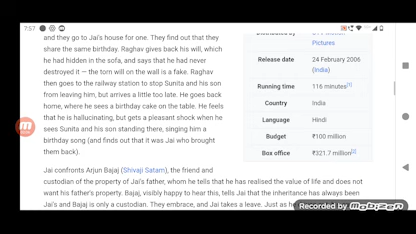 7:57
and they go to Jai's house for one. They find out that they
share the same birthday. Raghav gives back his will, which
he had hidden in the sofa, and says that he had never
destroyed it — the torn will on the wall is a fake. Raghav
then goes to the railway station to stop Sunita and his son
from leaving him, but arrives a little too late. He goes
back home, where he sees a birthday cake on the table. He feels
that he is hallucinating, but gets a pleasant shock when he
sees Sunita and his son standing there, singing him a
birthday song (and finds out that it was Jai who brought
them back).
Pictures
Release date 24 February 2006
(India)
Running time 116 minutes[1]
Country India
Language Hindi
Budget ₹100 million
Box office ₹321.7 million[2]
Jai confronts Arjun Bajaj (Shivaji Satam), the friend and
custodian of the property of Jai's father, whom he tells that he has realised the value of life and does not
want his father's property. Bajaj, visibly happy to hear this, tells Jai that the inheritance has always been
Jai's and Bajaj is only a custodian. They embrace, and Jai takes a leave. Just as he
Recorded by Mobizen